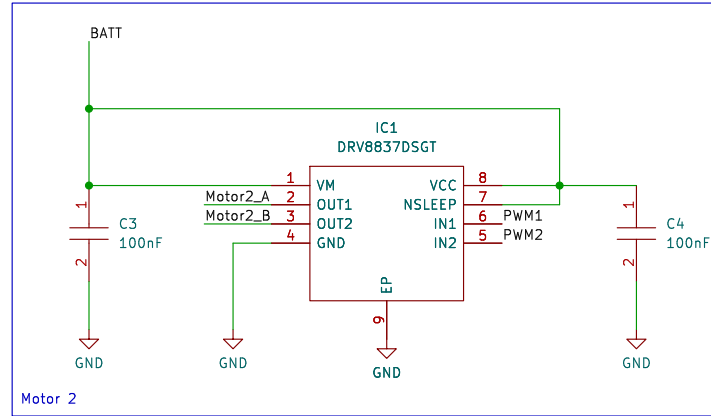 BATT
IC1
DRV8837DSGT
1 VM VCC 8
Motor2_A 2 OUT1 NSLEEP 7
Motor2_B 3 OUT2 IN1 6 PWM1
4 GND IN2 5 PWM2
1
C3
100nF
2
1
C4
100nF
2
EP
9
GND
GND
GND
GND
Motor 2